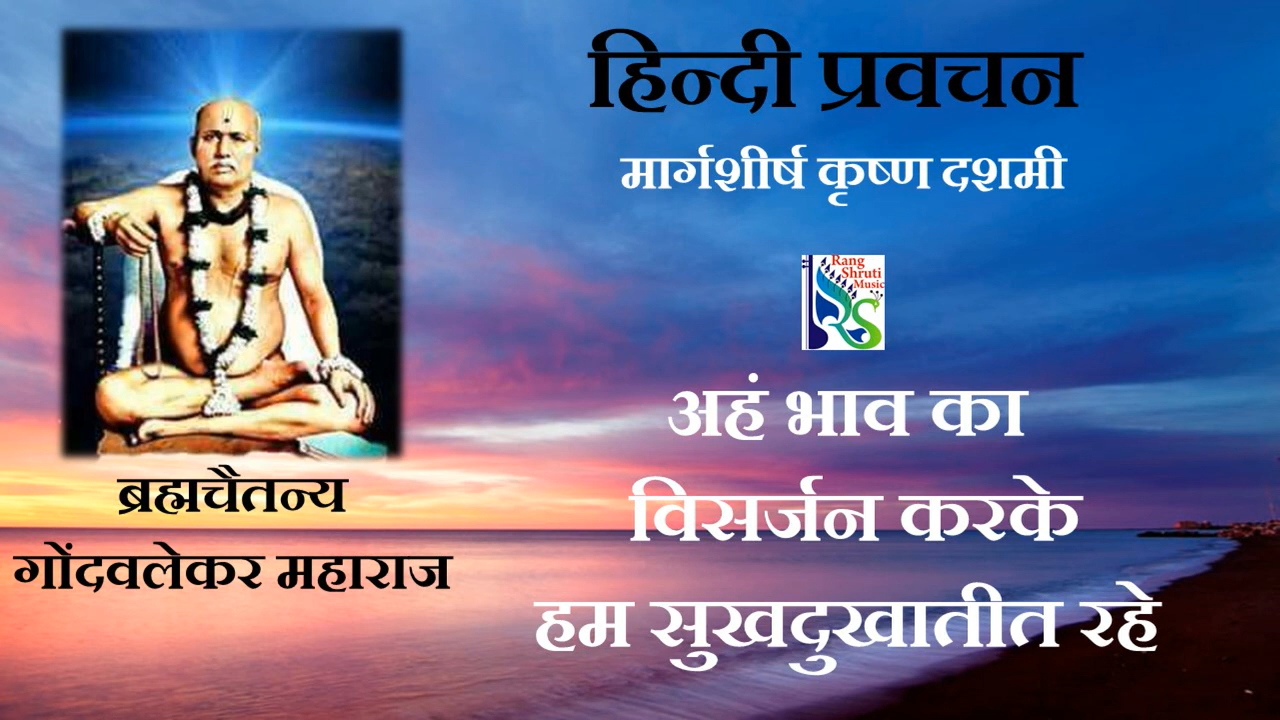 हिन्दी प्रवचन
मार्गशीर्ष कृष्ण दशमी
Rang
Shruti
Music
RS
अहं भाव का
विसर्जन करके
हम सुखदुखातीत रहे
ब्रह्मचैतन्य
गोंदवलेकर महाराज